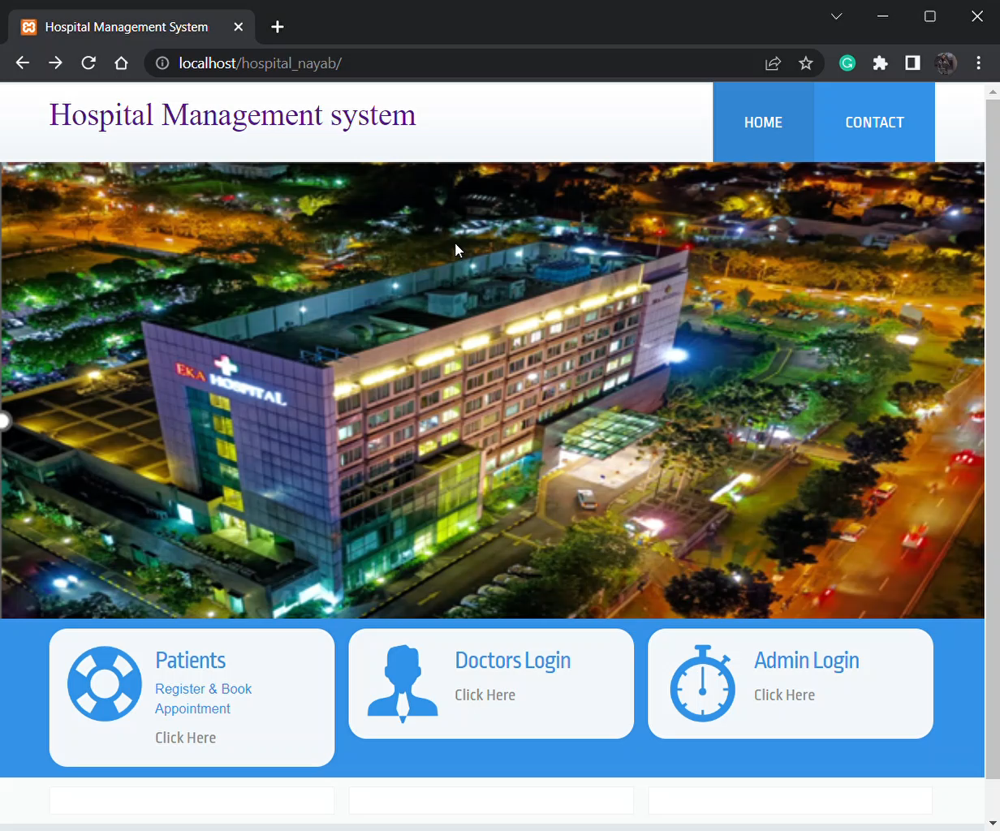 Hospital Management System
localhost/hospital_nayab/
Hospital Management system
HOME
CONTACT
EKA HOSPITAL
Patients
Register & Book
Appointment
Click Here
Doctors Login
Click Here
Admin Login
Click Here